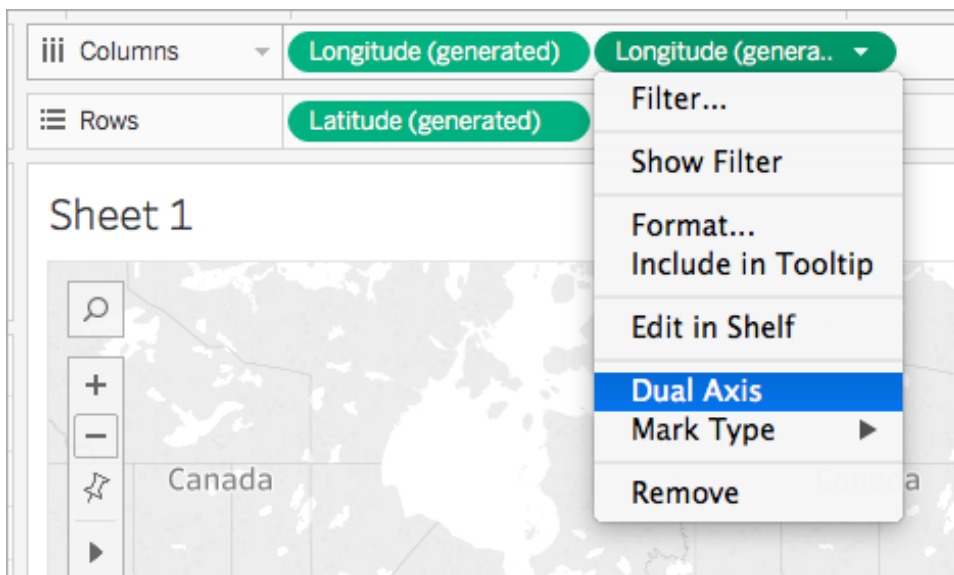 Columns
Longitude (generated)
Longitude (genera..
Rows
Latitude (generated)
Filter...
Show Filter
Format...
Include in Tooltip
Edit in Shelf
Dual Axis
Mark Type
Remove
Sheet 1
Canada